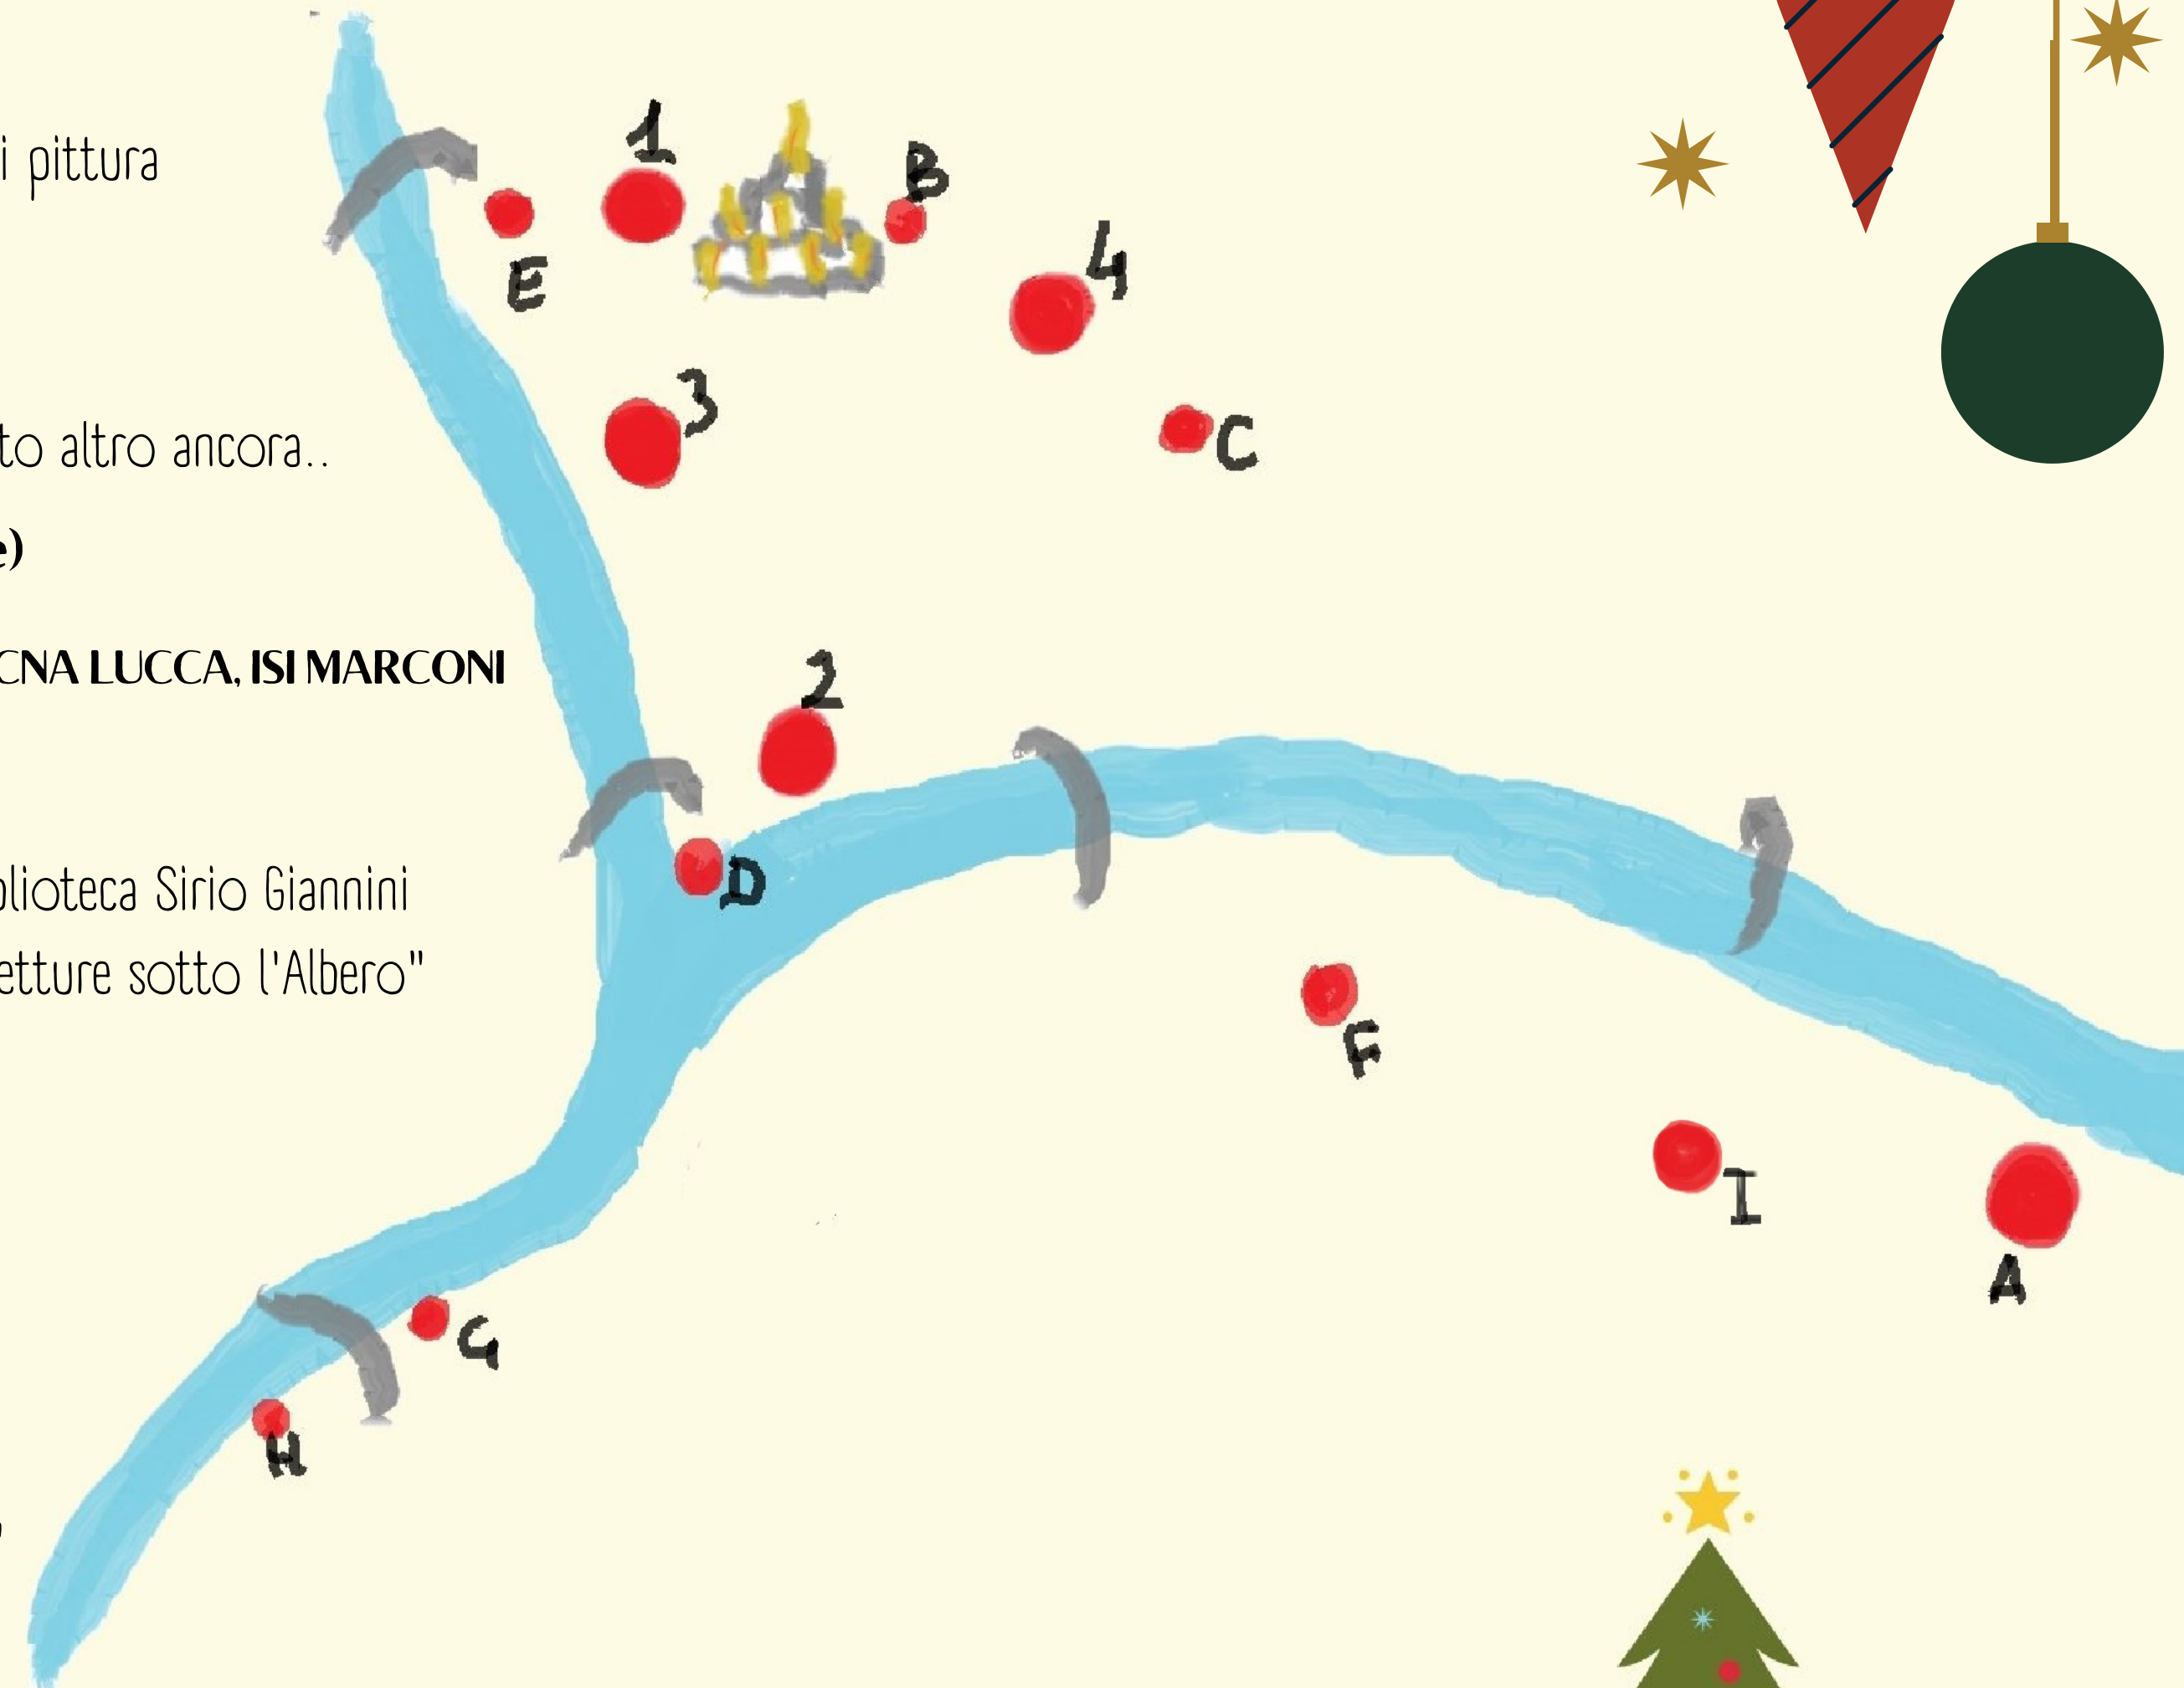 i pittura
to altro ancora..
e)
CNA LUCCA, ISI MARCONI
blioteca Sirio Giannini
etture sotto l'Albero"
1
B
E
4
3
C
2
D
F
I
A
G
H